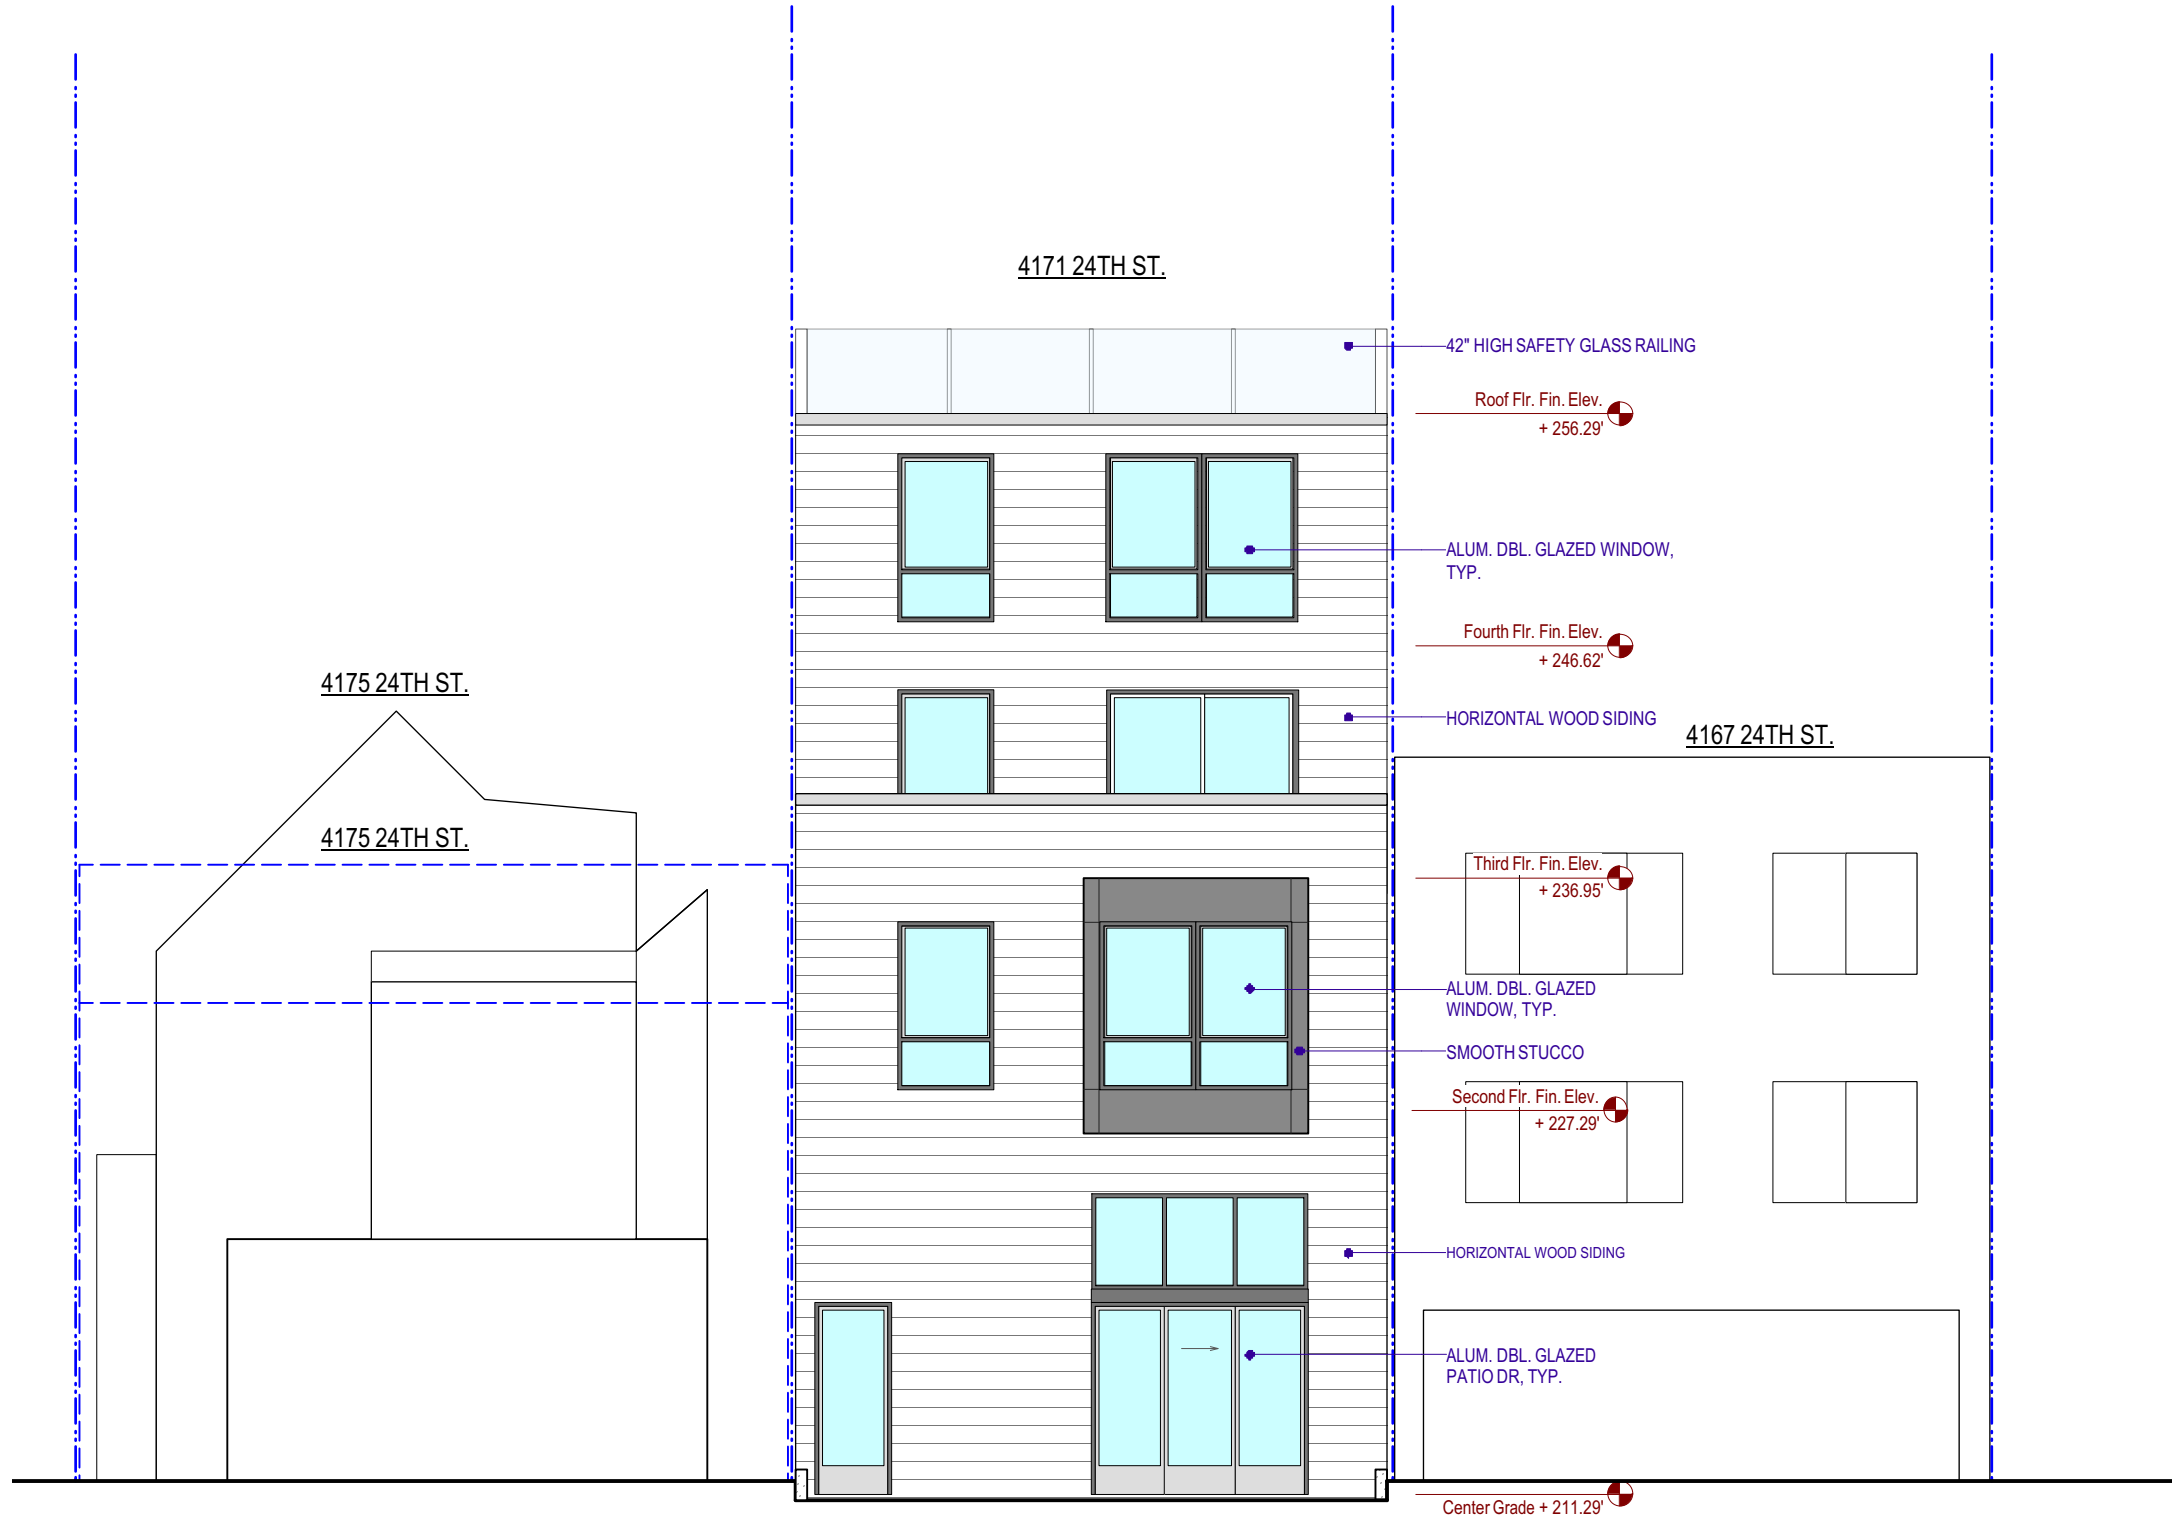 4171 24TH ST.
42" HIGH SAFETY GLASS RAILING
Roof Flr. Fin. Elev.
+ 256.29'
ALUM. DBL. GLAZED WINDOW,
TYP.
Fourth Flr. Fin. Elev.
+ 246.62'
4175 24TH ST.
HORIZONTAL WOOD SIDING
4167 24TH ST.
4175 24TH ST.
Third Flr. Fin. Elev.
+ 236.95'
ALUM. DBL. GLAZED
WINDOW, TYP.
SMOOTH STUCCO
Second Flr. Fin. Elev.
+ 227.29'
HORIZONTAL WOOD SIDING
ALUM. DBL. GLAZED
PATIO DR, TYP.
Center Grade + 211.29'